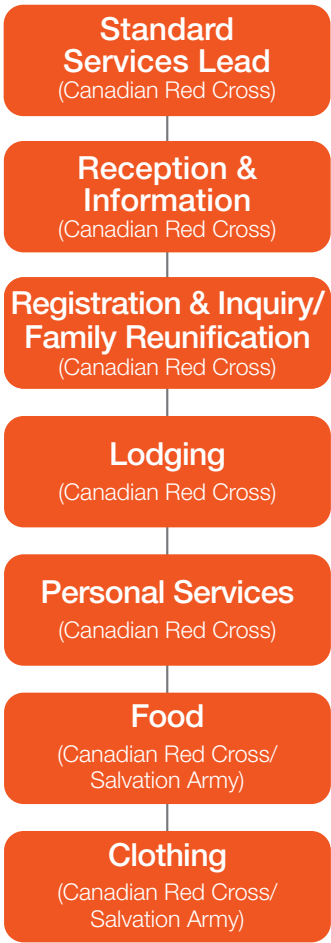 Standard
Services Lead
(Canadian Red Cross)
Reception &
Information
(Canadian Red Cross)
Registration & Inquiry/
Family Reunification
(Canadian Red Cross)
Lodging
(Canadian Red Cross)
Personal Services
(Canadian Red Cross)
Food
(Canadian Red Cross/
Salvation Army)
Clothing
(Canadian Red Cross/
Salvation Army)